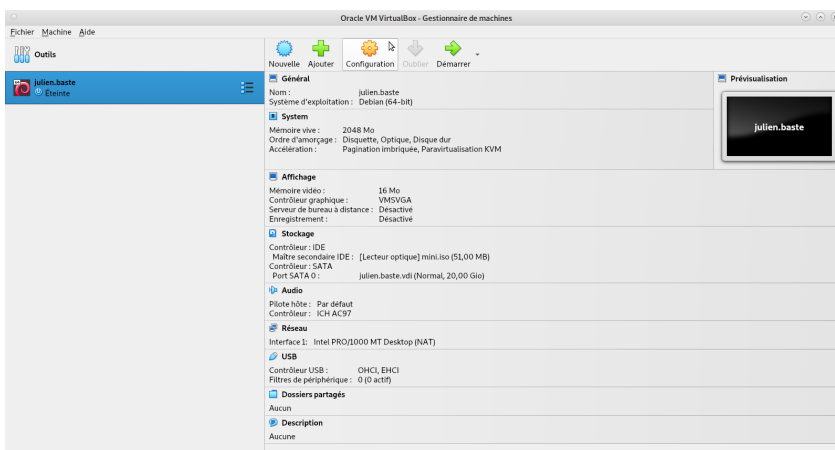 Oracle VM VirtualBox - Gestionnaire de machines
Fichier Machine Aide
Outils
Nouvelle Ajouter Configuration Oublier Démarrer
julien.baste
Éteinte
Général
Nom : julien.baste
Système d'exploitation : Debian (64-bit)
Prévisualisation
julien.baste
System
Mémoire vive : 2048 Mo
Ordre d'amorçage : Disquette, Optique, Disque dur
Accélération : Pagination imbriquée, Paravirtualisation KVM
Affichage
Mémoire vidéo : 16 Mo
Contrôleur graphique : VMSVGA
Serveur de bureau à distance : Désactivé
Enregistrement : Désactivé
Stockage
Contrôleur : IDE
Maître secondaire IDE : [Lecteur optique] mini.iso (51,00 MB)
Contrôleur : SATA
Port SATA 0 : julien.baste.vdi (Normal, 20,00 Gio)
Audio
Pilote hôte : Par défaut
Contrôleur : ICH AC97
Réseau
Interface 1: Intel PRO/1000 MT Desktop (NAT)
USB
Contrôleur USB : OHCI, EHCI
Filtres de périphérique : 0 (0 actif)
Dossiers partagés
Aucun
Description
Aucune